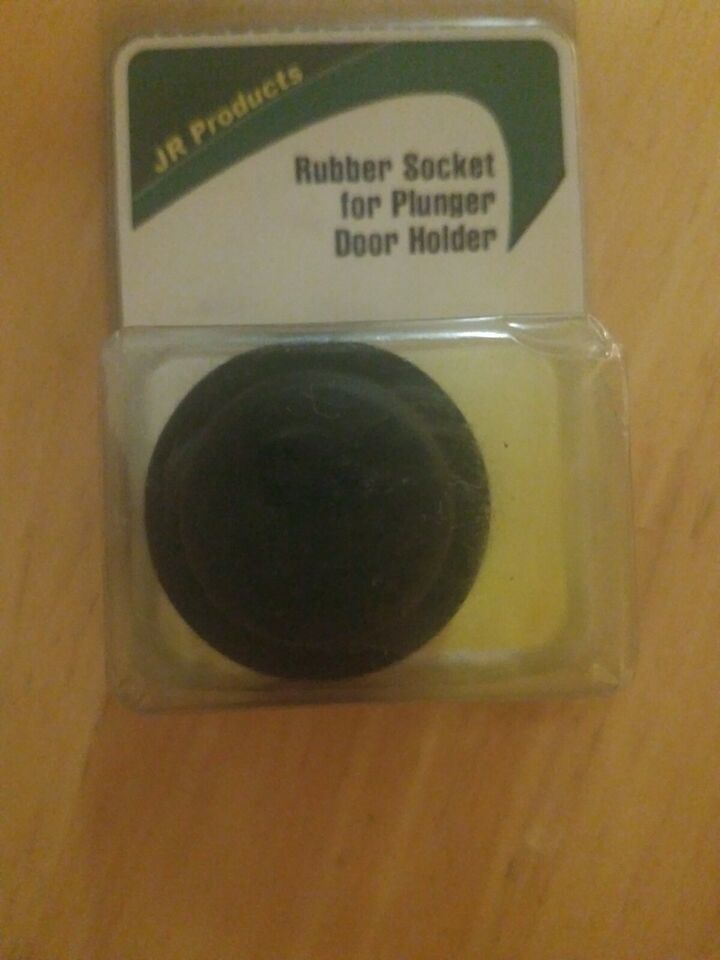 JR Products
Rubber Socket
for Plunger
Door Holder